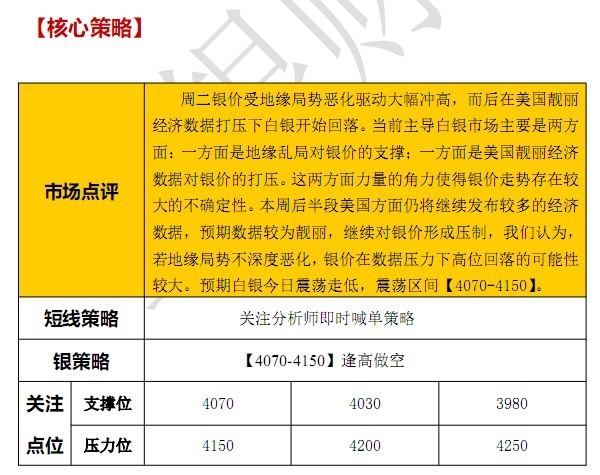 【核心策略】
周二银价受地缘局势恶化驱动大幅冲高，而后在美国靓丽
经济数据打压下白银开始回落。当前主导白银市场主要是两方
面：一方面是地缘乱局对银价的支撑；一方面是美国靓丽经济
数据对银价的打压。这两方面力量的角力使得银价走势存在较
市场点评
大的不确定性。本周后半段美国方面仍将继续发布较多的经济
数据，预期数据较为靓丽，继续对银价形成压制，我们认为，
若地缘局势不深度恶化，银价在数据压力下高位回落的可能性
较大。预期白银今日震荡走低，震荡区间【4070-4150】。
短线策略 关注分析师即时喊单策略
银策略 【4070-4150】逢高做空
关注 支撑位 4070 4030 3980
点位 压力位 4150 4200 4250